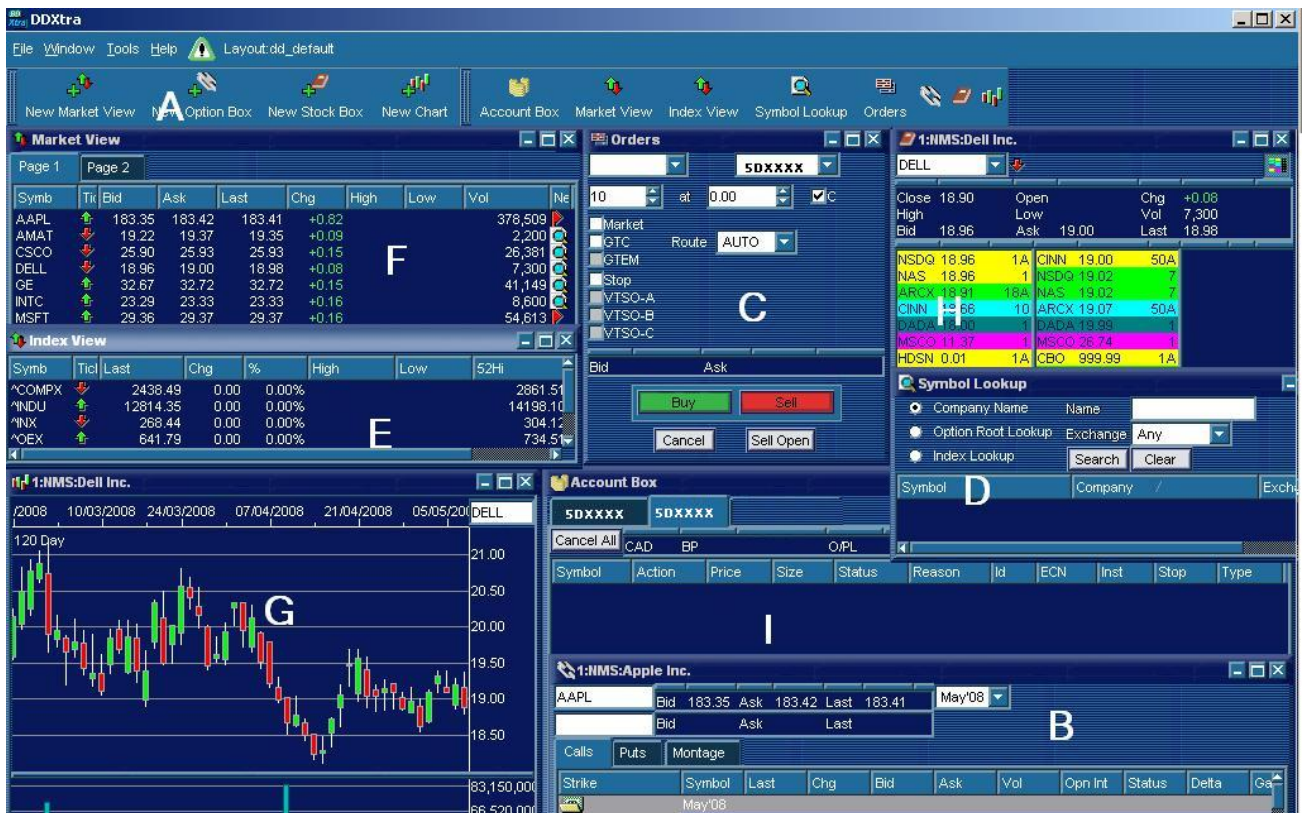 DDXtra
File Window Tools Help Layout:dd_default
New Market View New Option Box New Stock Box New Chart Account Box Market View Index View Symbol Lookup Orders
A
Market View
Page 1 Page 2
Symb Tic Bid Ask Last Chg High Low Vol Ne
AAPL 183.35 183.42 183.41 +0.82 378,509
AMAT 19.22 19.37 19.35 +0.09 2,200
CSCO 25.90 25.93 25.93 +0.15 26,381
DELL 18.96 19.00 18.98 +0.08 7,300
GE 32.67 32.72 32.72 +0.15 41,149
INTC 23.29 23.33 23.33 +0.16 8,600
MSFT 29.36 29.37 29.37 +0.16 54,613
F
Index View
Symb Tic Last Chg % High Low 52Hi
^COMPX 2438.49 0.00 0.00% 2861.51
^INDU 12814.35 0.00 0.00% 14198.10
^INX 268.44 0.00 0.00% 304.12
^OEX 641.79 0.00 0.00% 734.51
E
Orders
5DXXXX
10 at 0.00 C
Market
GTC Route AUTO
GTEM
Stop
VTSO-A
VTSO-B
VTSO-C
C
Bid Ask
Buy Sell
Cancel Sell Open
1:NMS:Dell Inc.
DELL
Close 18.90 Open Chg +0.08
High Low Vol 7,300
Bid 18.96 Ask 19.00 Last 18.98
NSDQ 18.96 1A CINN 19.00 50A
NAS 18.96 1 NSDQ 19.02 7
ARCX 18.91 18A NAS 19.02 7
CINN 10 ARCX 19.07 50A
DADA 1 DADA 19.99 1
MSCO 11.37 1 MSCO 26.74 1
HDSN 0.01 1A CBO 999.99 1A
H
Symbol Lookup
Company Name Name
Option Root Lookup Exchange Any
Index Lookup Search Clear
Symbol Company / Exch
D
1:NMS:Dell Inc.
/2008 10/03/2008 24/03/2008 07/04/2008 21/04/2008 05/05/20 DELL
120 Day
21.00
20.50
20.00
19.50
19.00
18.50
83,150,000
66,520,000
G
Account Box
5DXXXX 5DXXXX
Cancel All CAD BP O/PL
Symbol Action Price Size Status Reason Id ECN Inst Stop Type
I
1:NMS:Apple Inc.
AAPL Bid 183.35 Ask 183.42 Last 183.41 May'08
Bid Ask Last
B
Calls Puts Montage
Strike Symbol Last Chg Bid Ask Vol Opn Int Status Delta Ga
May'08